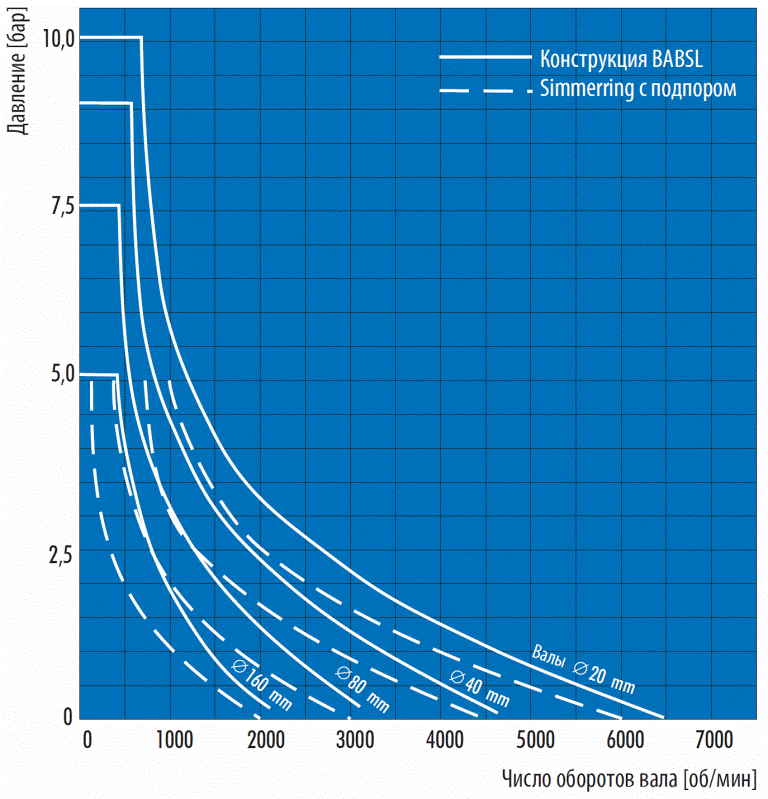 Давление [бар]
10,0
7,5
5,0
2,5
0
Конструкция BABSL
Simmerring с подпором
Валы ∅ 20 mm
∅ 40 mm
∅ 80 mm
∅ 160 mm
0 1000 2000 3000 4000 5000 6000 7000
Число оборотов вала [об/мин]